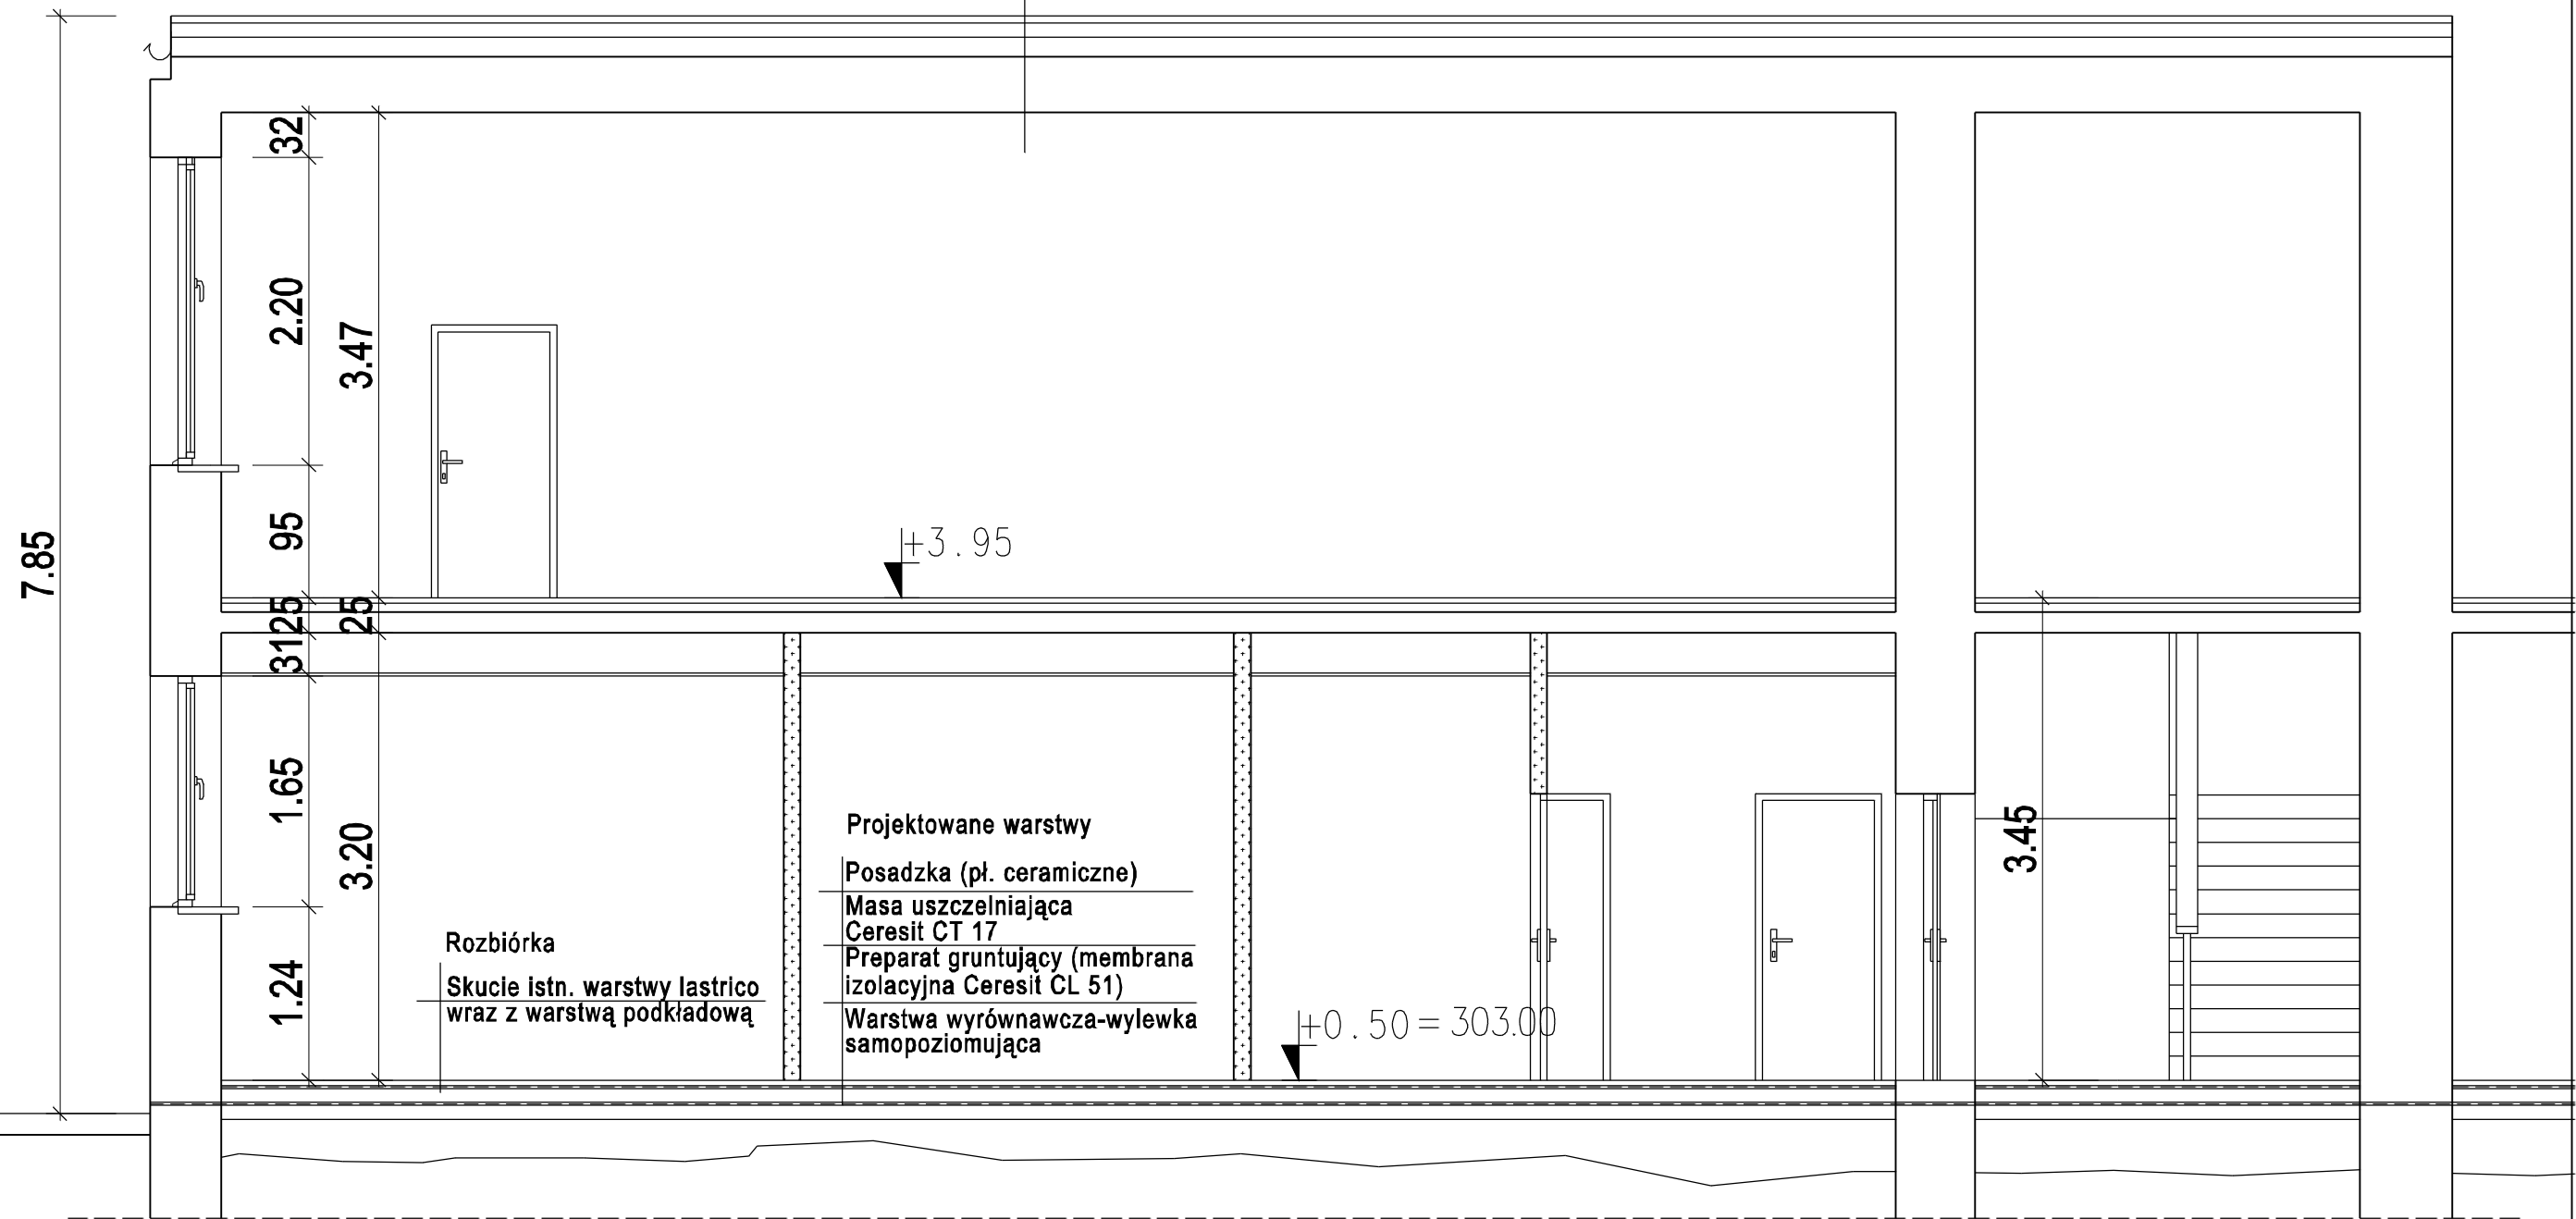 32
2.20
3.47
95
7.85
+3.95
25
25
31
1.65
3.20
1.24
3.45
Projektowane warstwy
Posadzka (pł. ceramiczne)
Masa uszczelniająca
Ceresit CT 17
Preparat gruntujący (membrana
izolacyjna Ceresit CL 51)
Warstwa wyrównawcza-wylewka
samopoziomująca
Rozbiórka
Skucie istn. warstwy lastrico
wraz z warstwą podkładową
+0.50=303.00